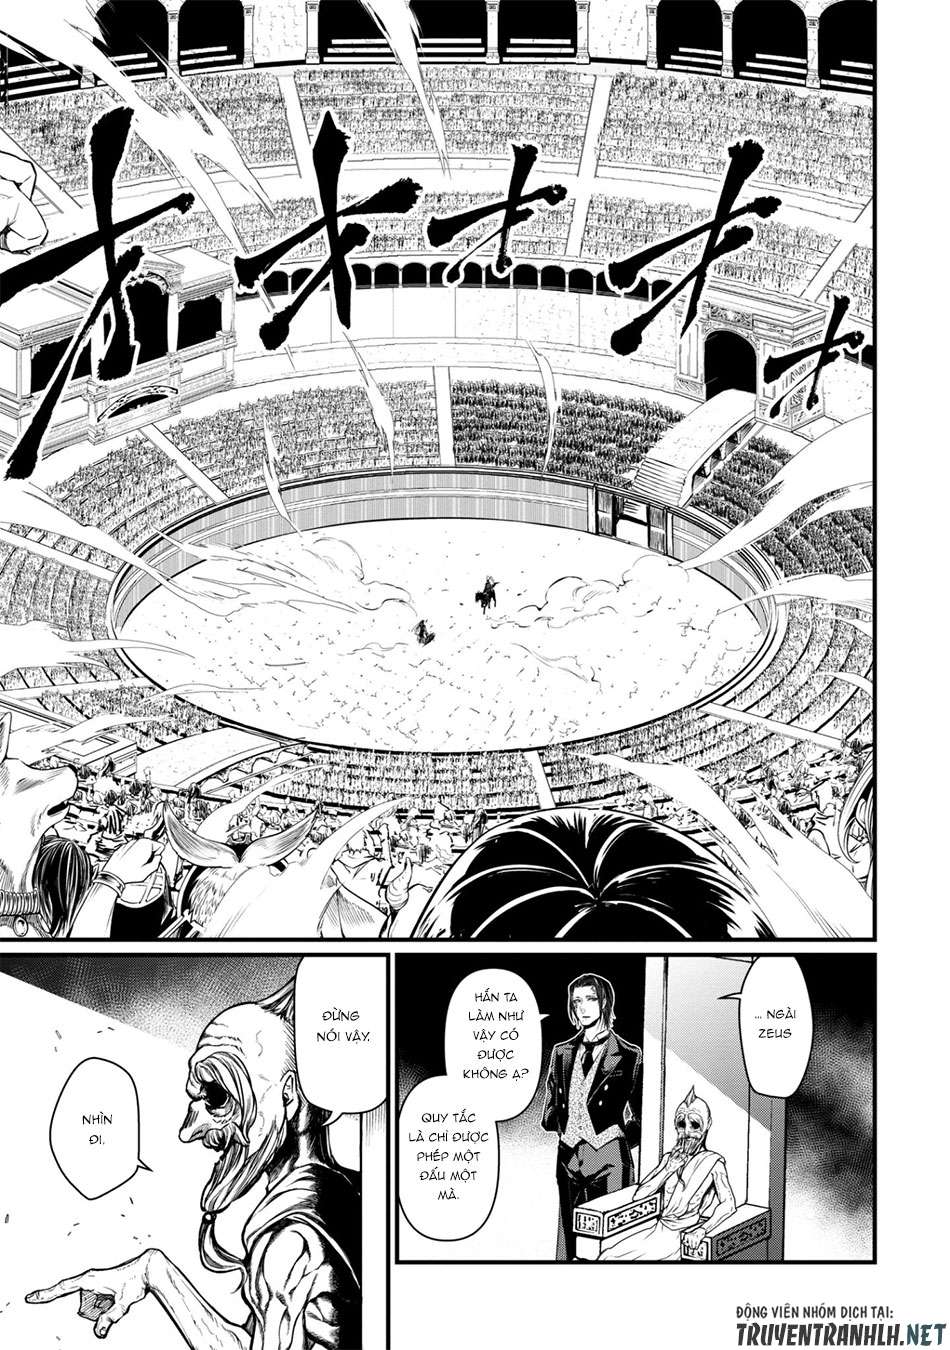 オオオオオ
... NGÀI
ZEUS
HẮN TA
LÀM NHƯ
VẬY CÓ
ĐƯỢC
KHÔNG Ạ?
QUY TẮC
LÀ CHỈ ĐƯỢC
PHÉP MỘT
ĐẤU MỘT
MÀ.
ĐỪNG
NÓI VẬY.
NHÌN
ĐI.
ĐỘNG VIÊN NHÓM DỊCH TẠI:
TRUYENTRANHLH.NET